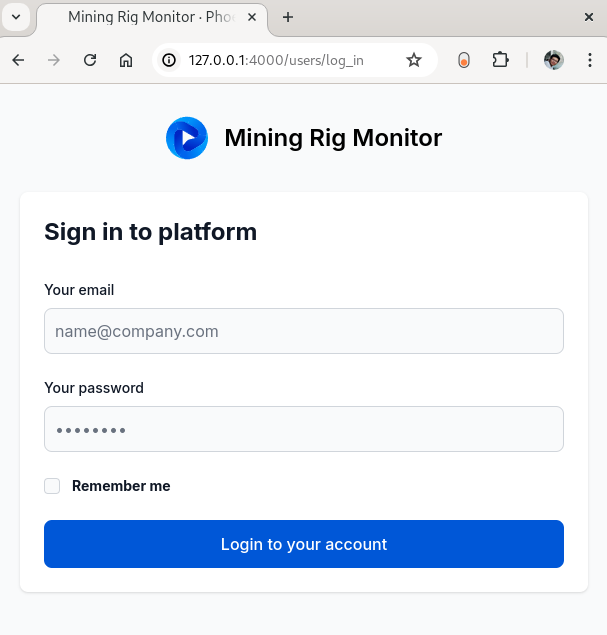 Mining Rig Monitor · Pho
127.0.0.1:4000/users/log_in
Mining Rig Monitor
Sign in to platform
Your email
name@company.com
Your password
••••••••
Remember me
Login to your account